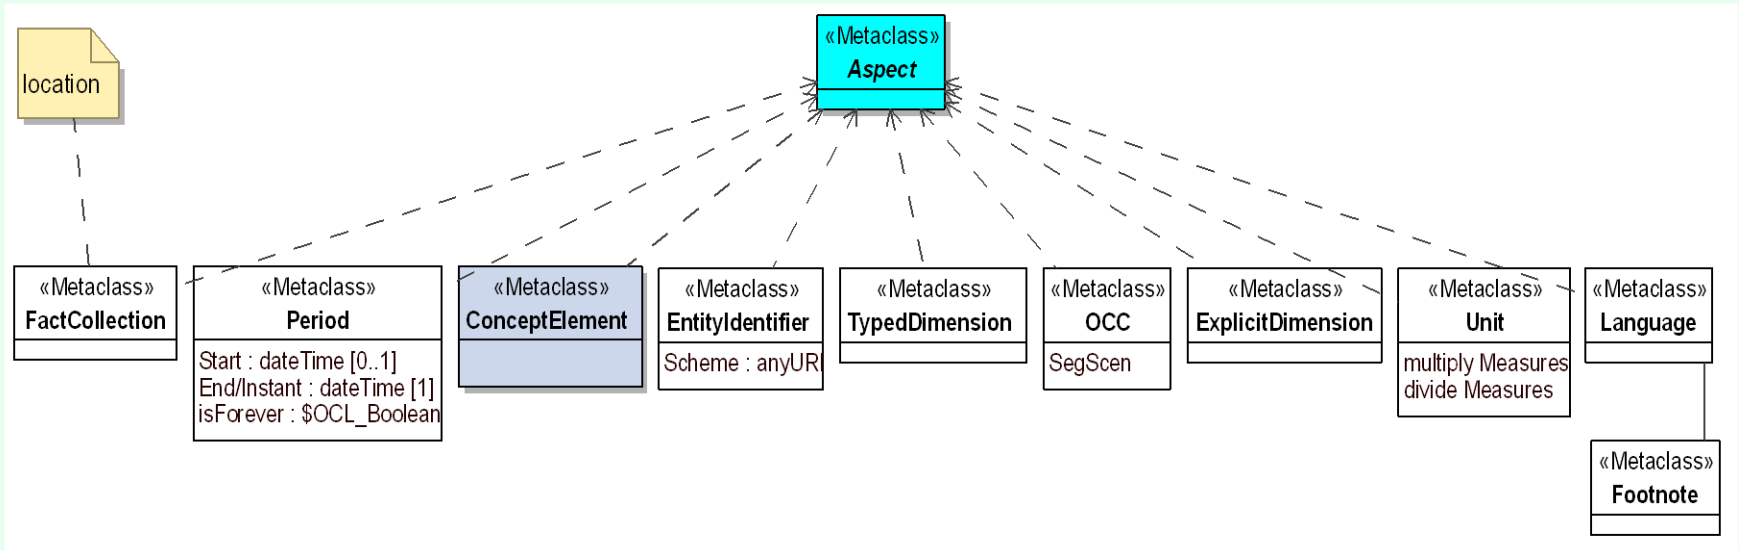 «Metaclass»
Aspect
location
«Metaclass»
FactCollection
«Metaclass»
Period
Start : dateTime [0..1]
End/Instant : dateTime [1]
isForever : $OCL_Boolean
«Metaclass»
ConceptElement
«Metaclass»
EntityIdentifier
Scheme : anyURI
«Metaclass»
TypedDimension
«Metaclass»
OCC
SegScen
«Metaclass»
ExplicitDimension
«Metaclass»
Unit
multiply Measures
divide Measures
«Metaclass»
Language
«Metaclass»
Footnote